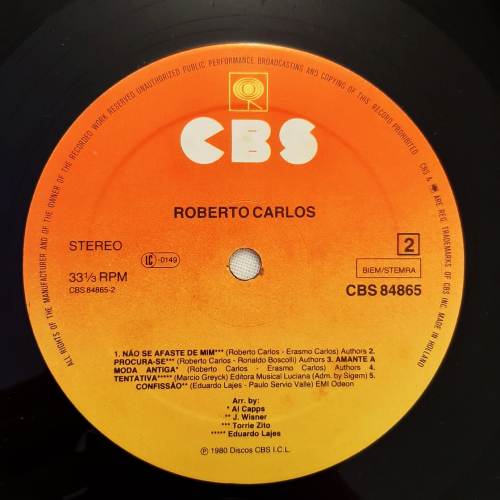 ALL RIGHTS OF THE MANUFACTURER AND OF THE OWNER OF THE RECORDED WORK RESERVED UNAUTHORIZED PUBLIC PERFORMANCE BROADCASTING AND COPYING OF THIS RECORD PROHIBITED
CBS & ARE REG. TRADEMARKS OF CBS INC. MADE IN HOLLAND
CBS
ROBERTO CARLOS
STEREO
LC -0149
2
33⅓ RPM
BIEM/STEMRA
CBS 84865-2
CBS 84865
1. NÃO SE AFASTE DE MIM*** (Roberto Carlos - Erasmo Carlos) Authors 2.
PROCURA-SE*** (Roberto Carlos - Ronaldo Boscolli) Authors 3. AMANTE A
MODA ANTIGA* (Roberto Carlos - Erasmo Carlos) Authors 4.
TENTATIVA***** (Marcio Greyck) Editora Musical Luciana (Adm. by Sigem) 5.
CONFISSÃO** (Eduardo Lajes - Paulo Servio Valle) EMI Odeon
Arr. by:
* Al Capps
** J. Wisner
*** Torrie Zito
***** Eduardo Lajes
℗ 1980 Discos CBS I.C.L.